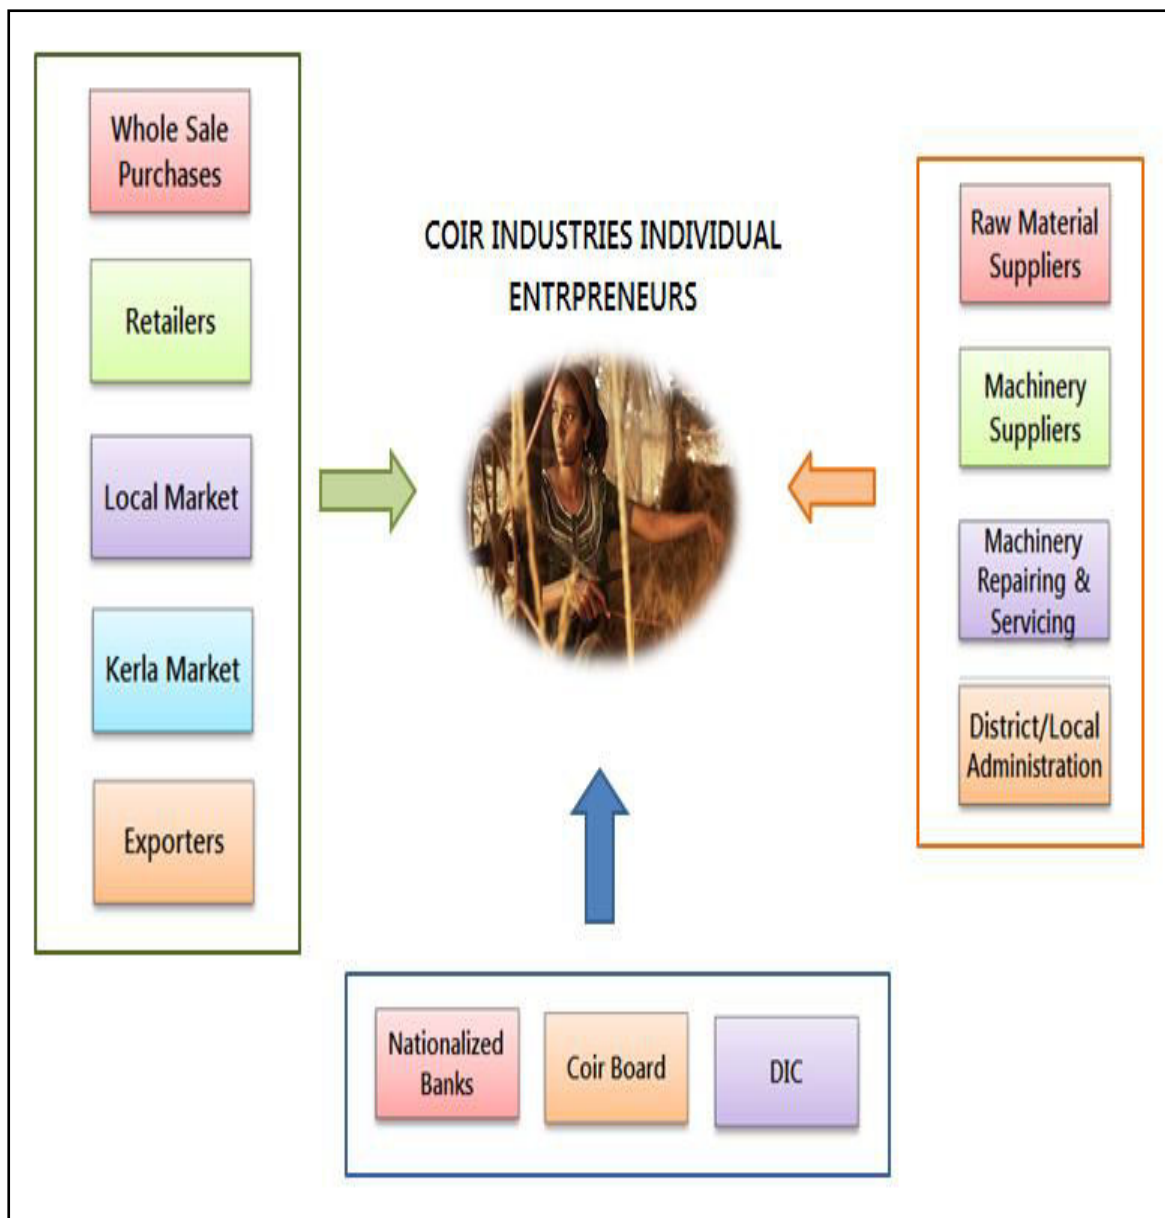 Whole Sale
Purchases
Retailers
Local Market
Kerla Market
Exporters
COIR INDUSTRIES INDIVIDUAL
ENTRPRENEURS
Raw Material
Suppliers
Machinery
Suppliers
Machinery
Repairing &
Servicing
District/Local
Administration
Nationalized
Banks
Coir Board
DIC